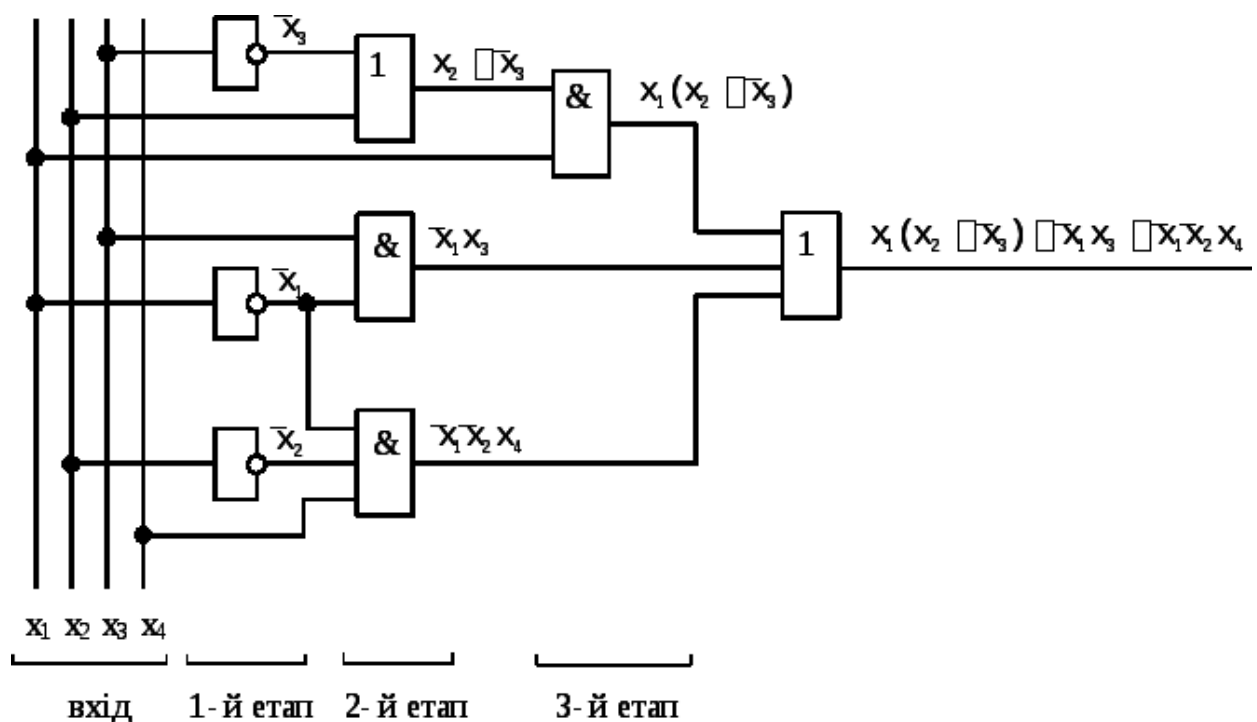 x̅₃
1
x₂ □ x̅₃
&
x₁(x₂ □ x̅₃)
&
x̅₁x₃
1
x₁(x₂ □ x̅₃) □ x̅₁x₃ □ x̅₁x̅₂x₄
x̅₁
&
x̅₁x̅₂x₄
x̅₂
x₁ x₂ x₃ x₄
вхід 1- й етап 2- й етап 3- й етап